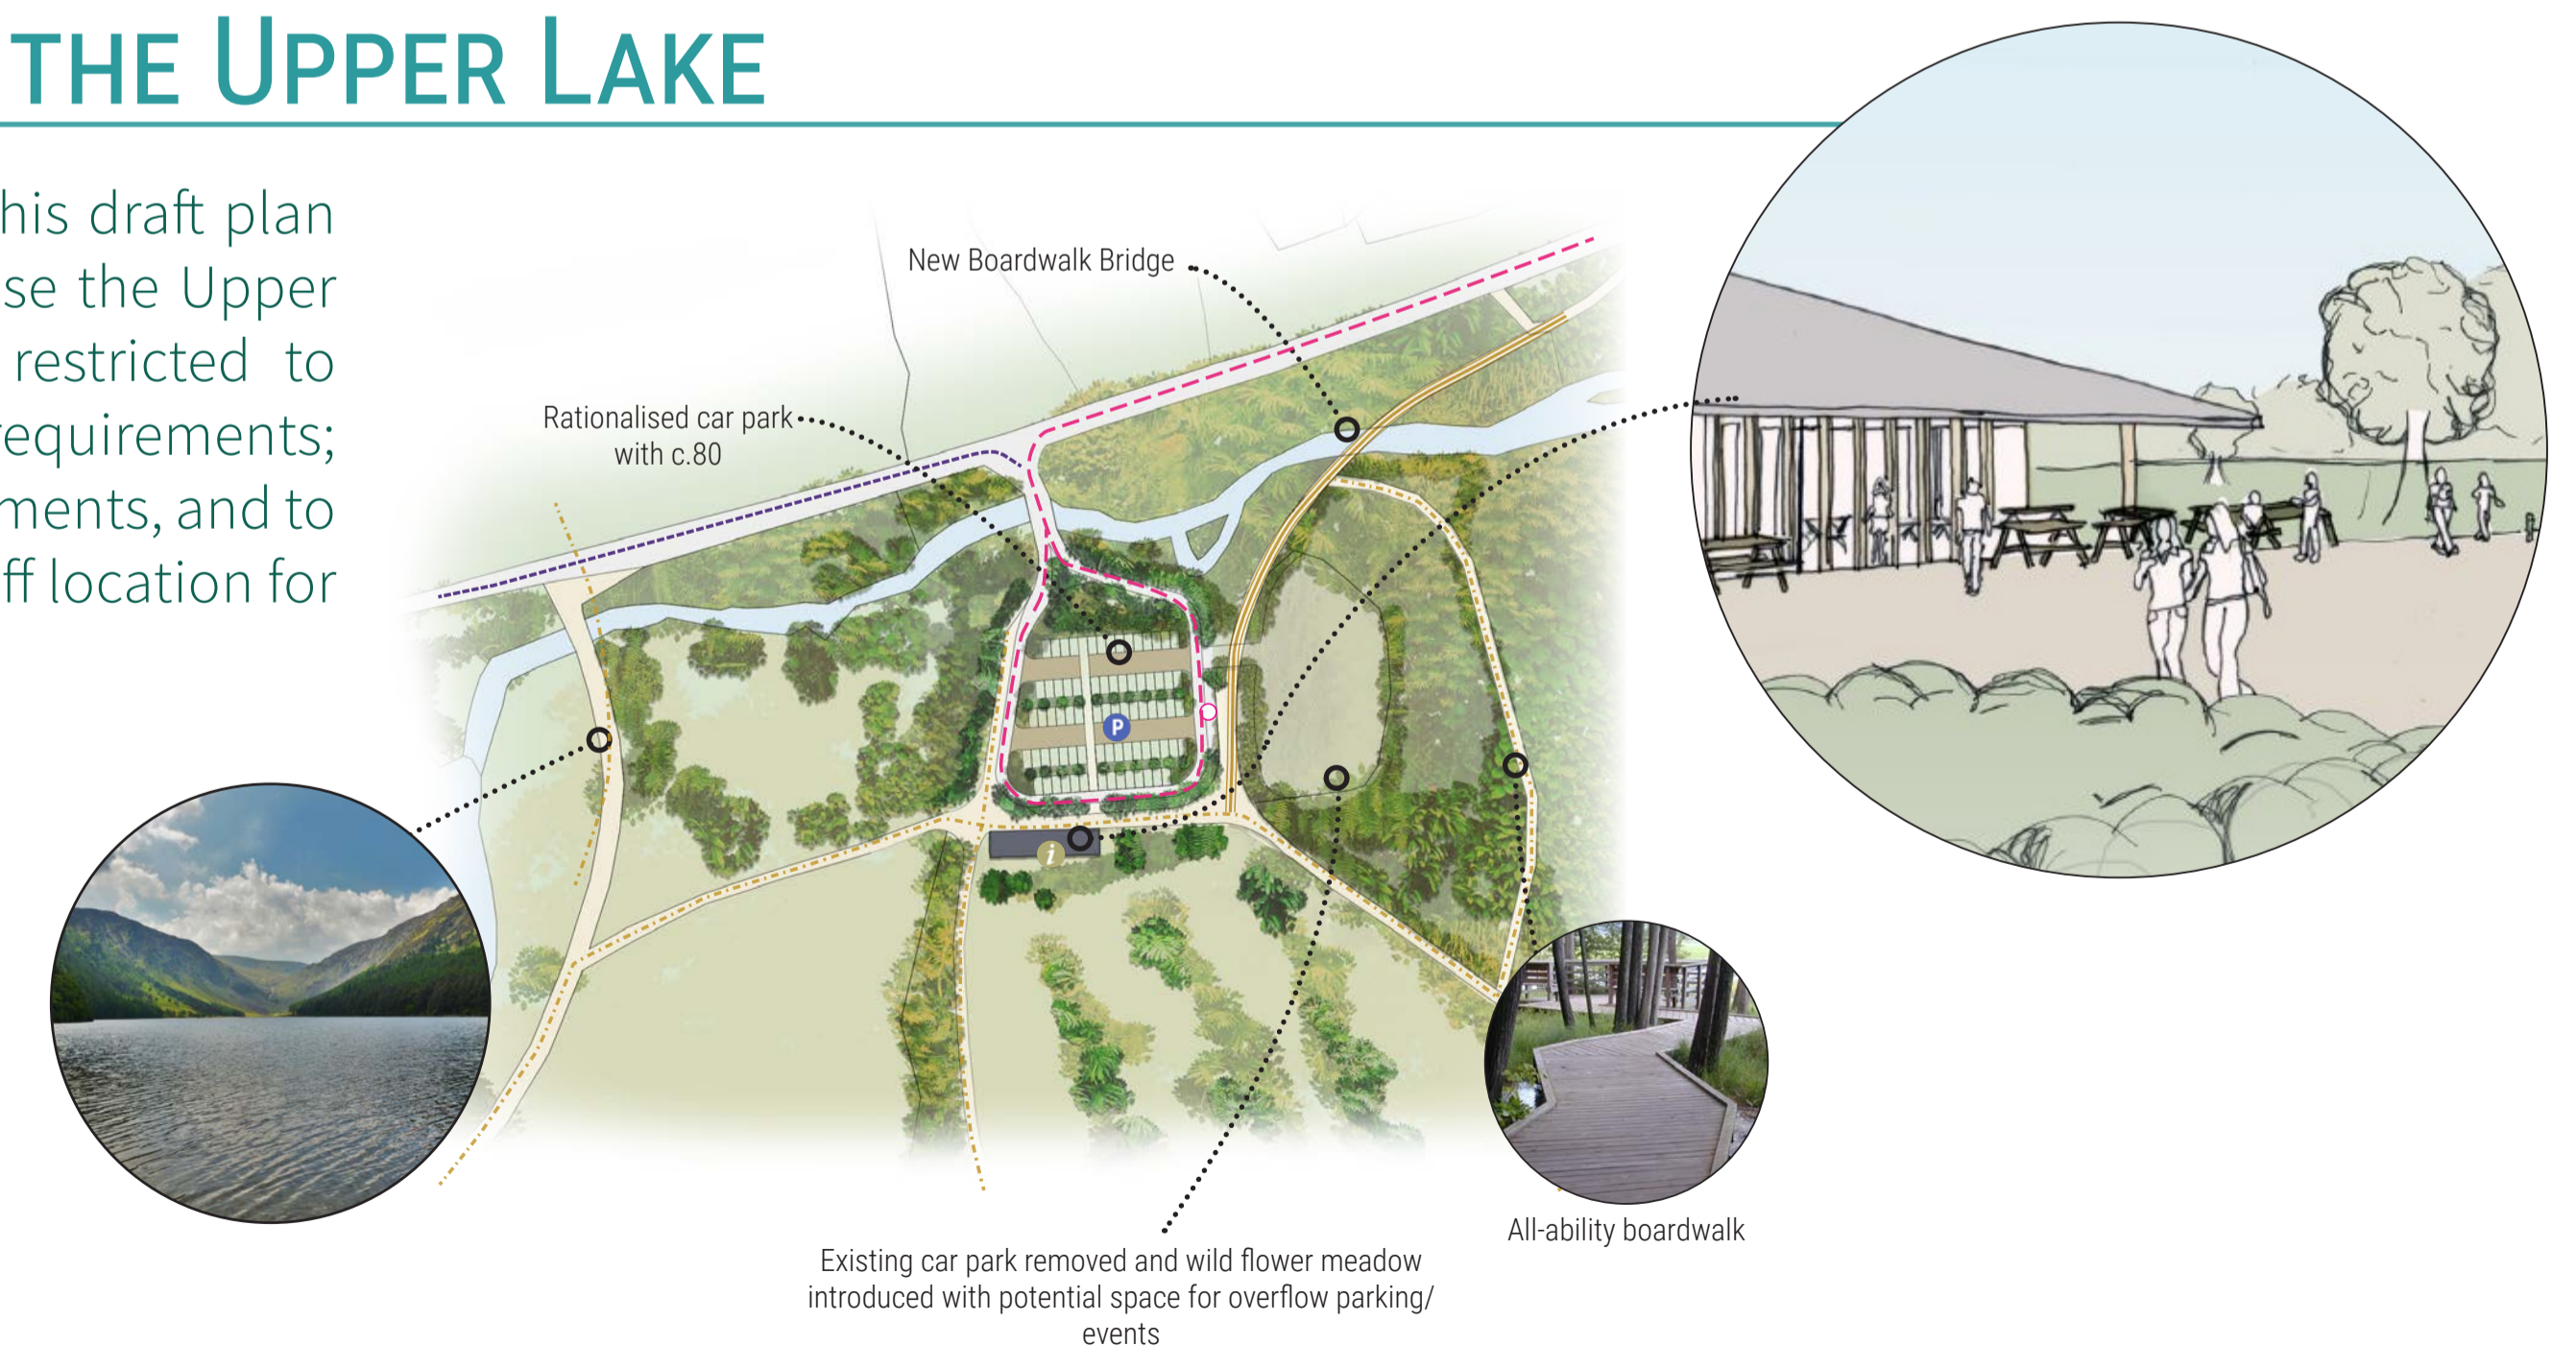 THE UPPER LAKE
his draft plan
se the Upper
restricted to
requirements;
ments, and to
ff location for
New Boardwalk Bridge
Rationalised car park
with c.80
P
i
All-ability boardwalk
Existing car park removed and wild flower meadow
introduced with potential space for overflow parking/
events